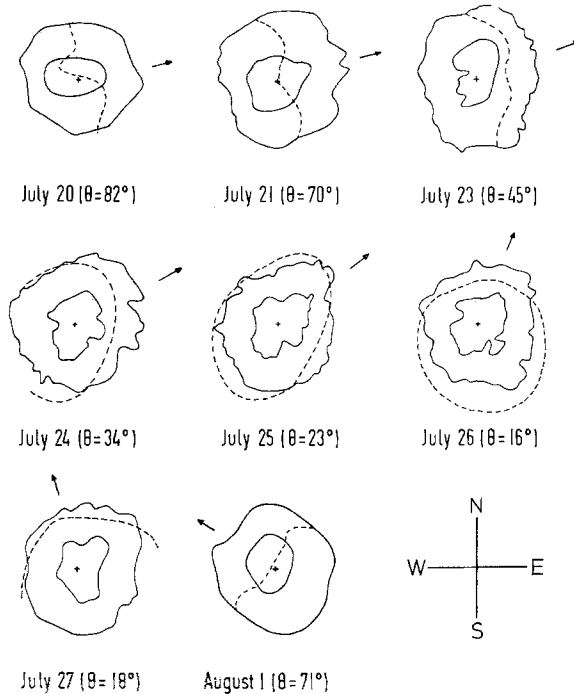 July 20 (θ=82°)
July 21 (θ=70°)
July 23 (θ=45°)
July 24 (θ=34°)
July 25 (θ=23°)
July 26 (θ=16°)
N
W E
S
July 27 (θ=18°)
August 1 (θ=71°)